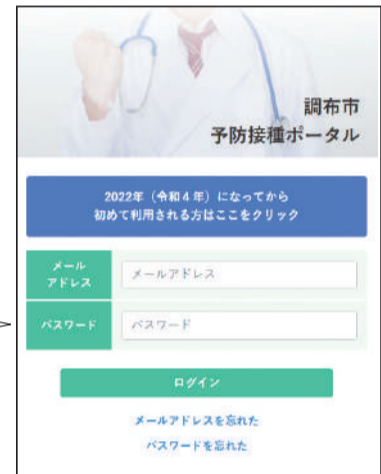 調布市
予防接種ポータル
2022年（令和４年）になってから
初めて利用される方はここをクリック
メール
アドレス
メールアドレス
パスワード
パスワード
ログイン
メールアドレスを忘れた
パスワードを忘れた